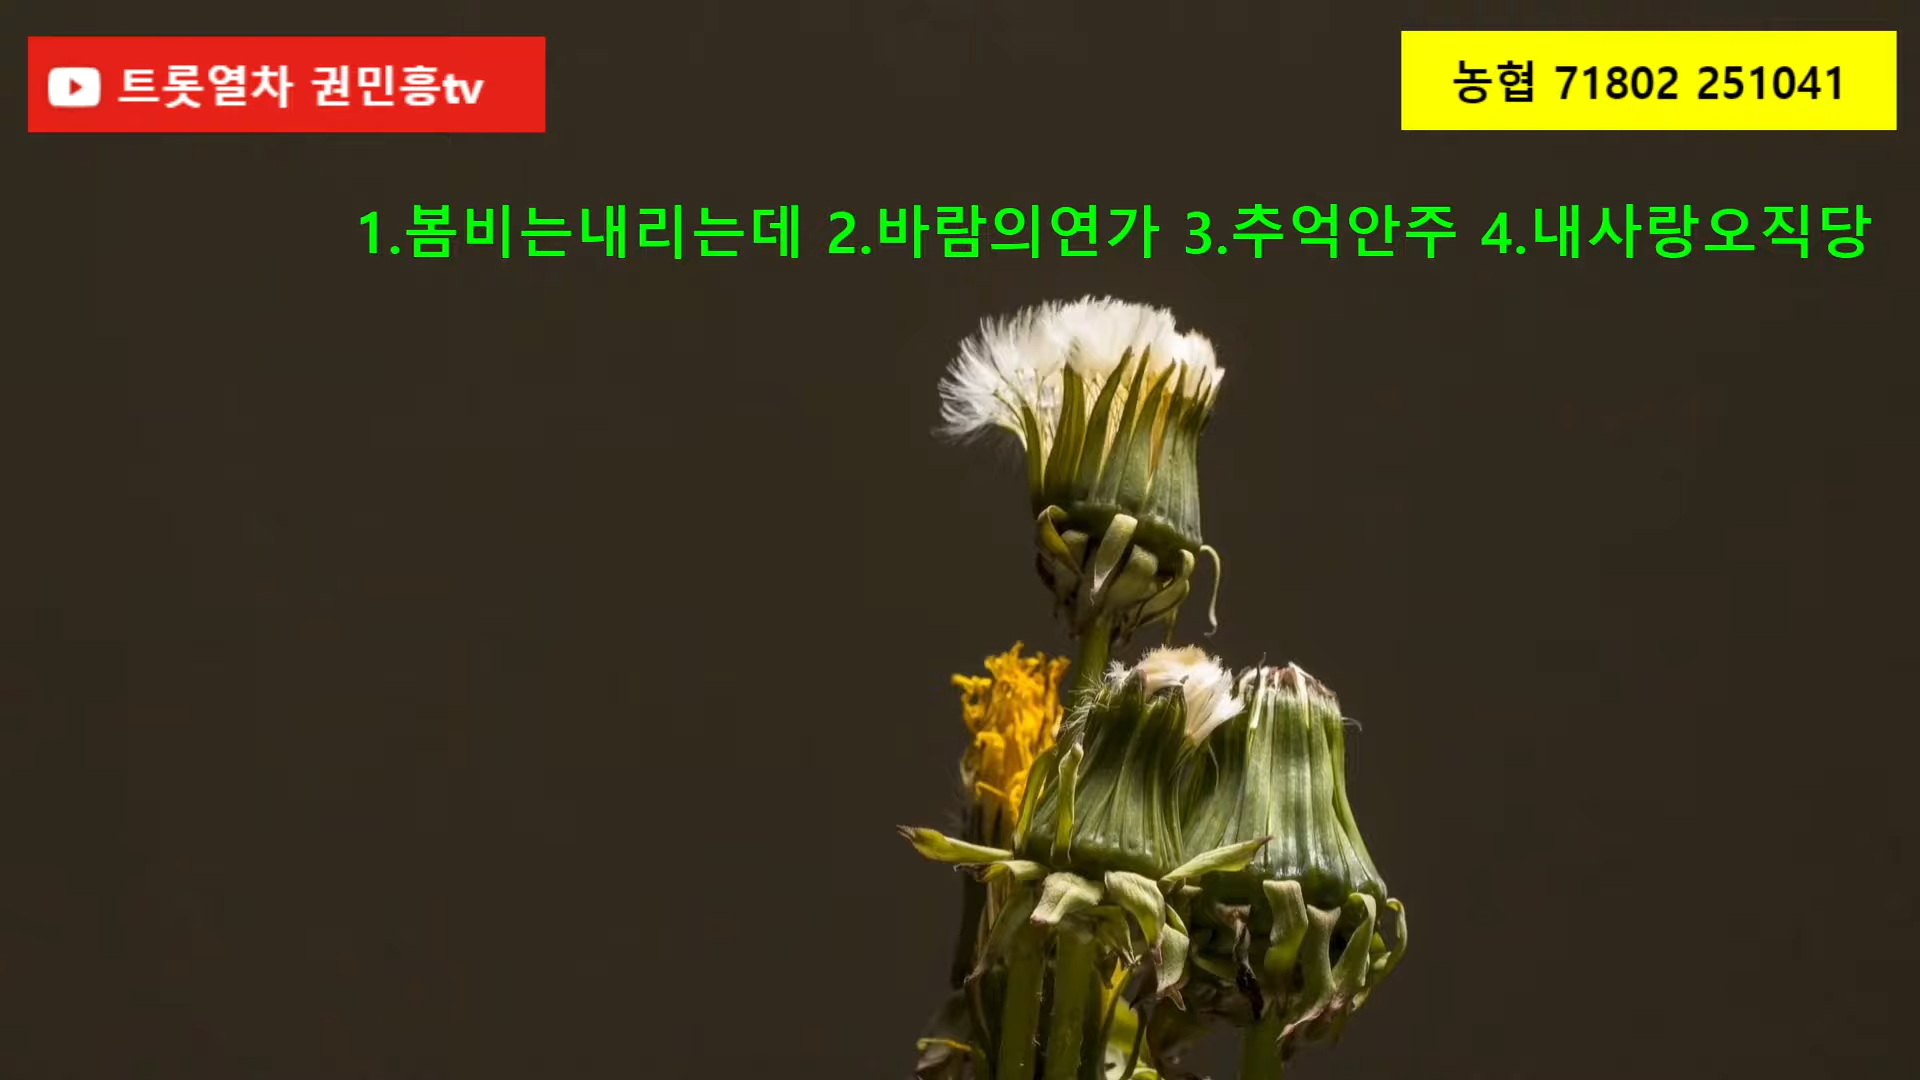 트롯열차 권민흥tv
농협 71802 251041
1.봄비는내리는데 2.바람의연가 3.추억안주 4.내사랑오직당